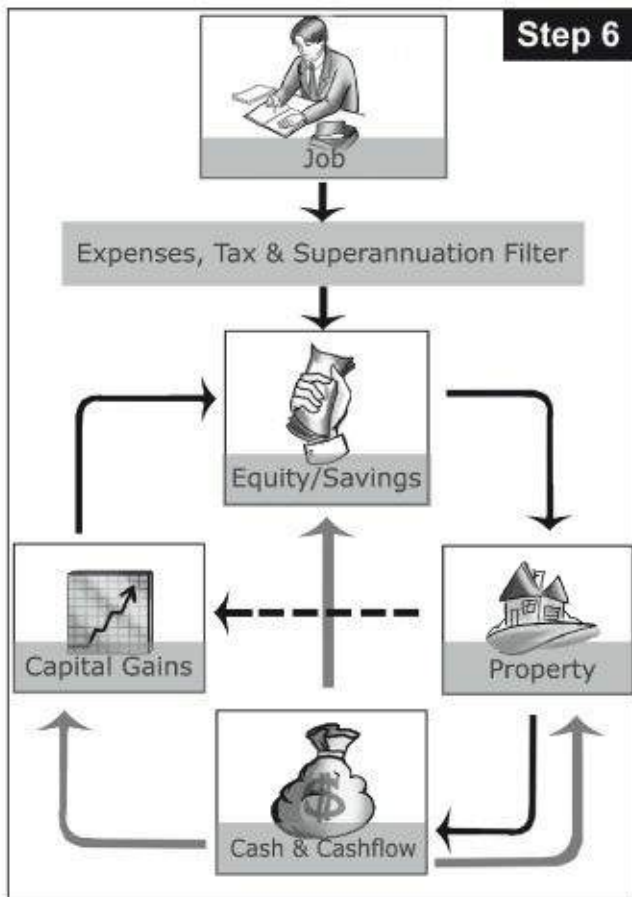 Step 6
Job
Expenses, Tax & Superannuation Filter
Equity/Savings
Capital Gains
Property
$
Cash & Cashflow